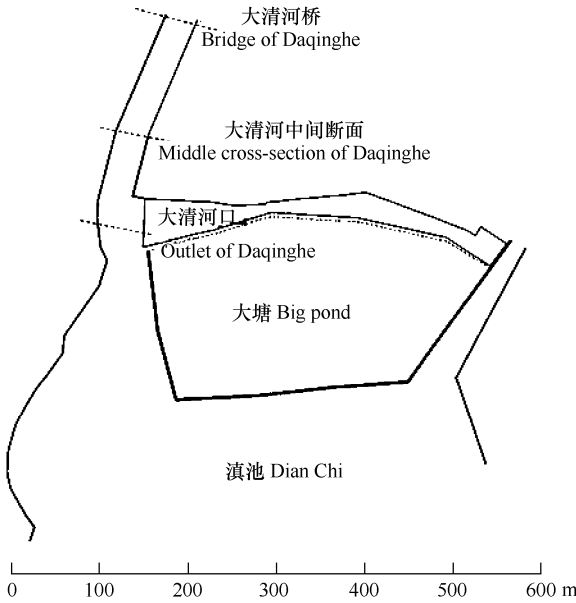 大清河桥
Bridge of Daqinghe
大清河中间断面
Middle cross-section of Daqinghe
大清河口
Outlet of Daqinghe
大塘 Big pond
滇池 Dian Chi
0 100 200 300 400 500 600 m